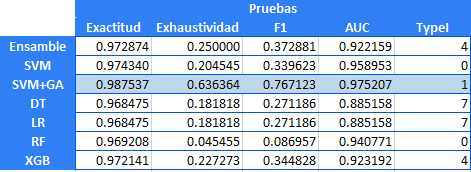 Pruebas
Exactitud Exhaustividad F1 AUC TypeI
Ensamble 0.972874 0.250000 0.372881 0.922159 4
SVM 0.974340 0.204545 0.339623 0.958953 0
SVM+GA 0.987537 0.636364 0.767123 0.975207 1
DT 0.968475 0.181818 0.271186 0.885158 7
LR 0.968475 0.181818 0.271186 0.885158 7
RF 0.969208 0.045455 0.086957 0.940771 0
XGB 0.972141 0.227273 0.344828 0.923192 4